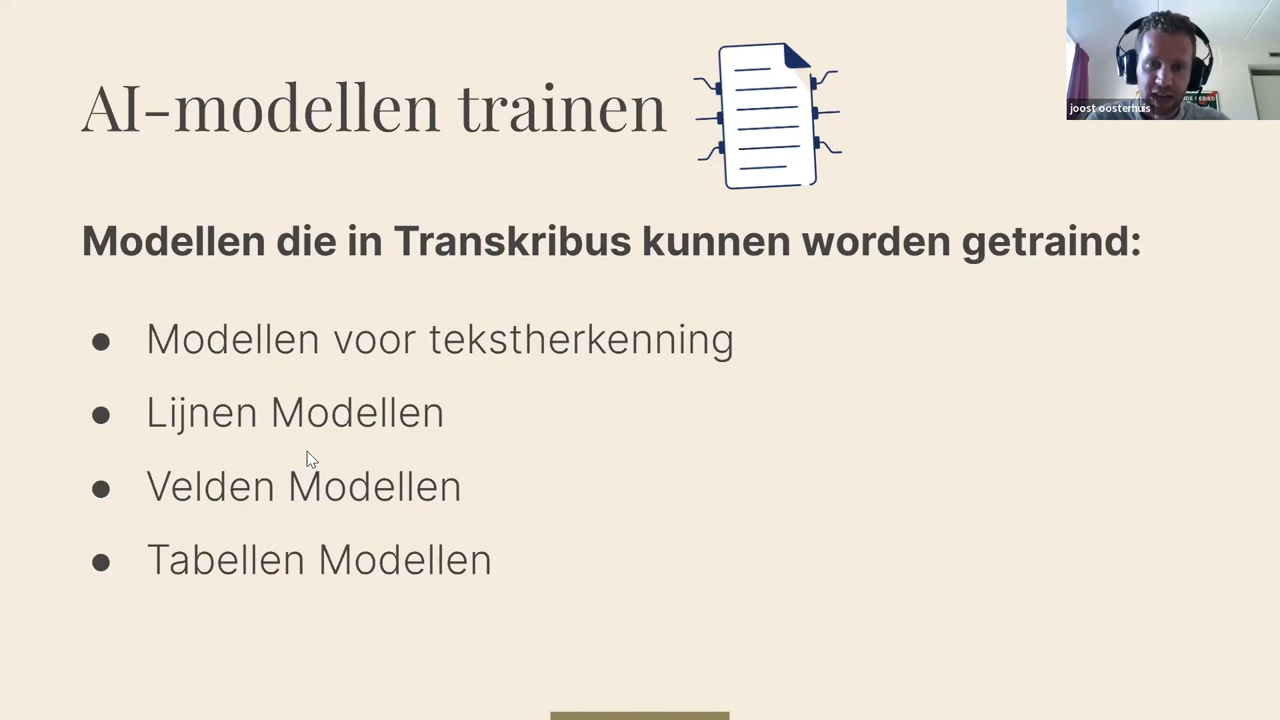 AI-modellen trainen
joost oosterhuis
Modellen die in Transkribus kunnen worden getraind:
● Modellen voor tekstherkenning
● Lijnen Modellen
● Velden Modellen
● Tabellen Modellen